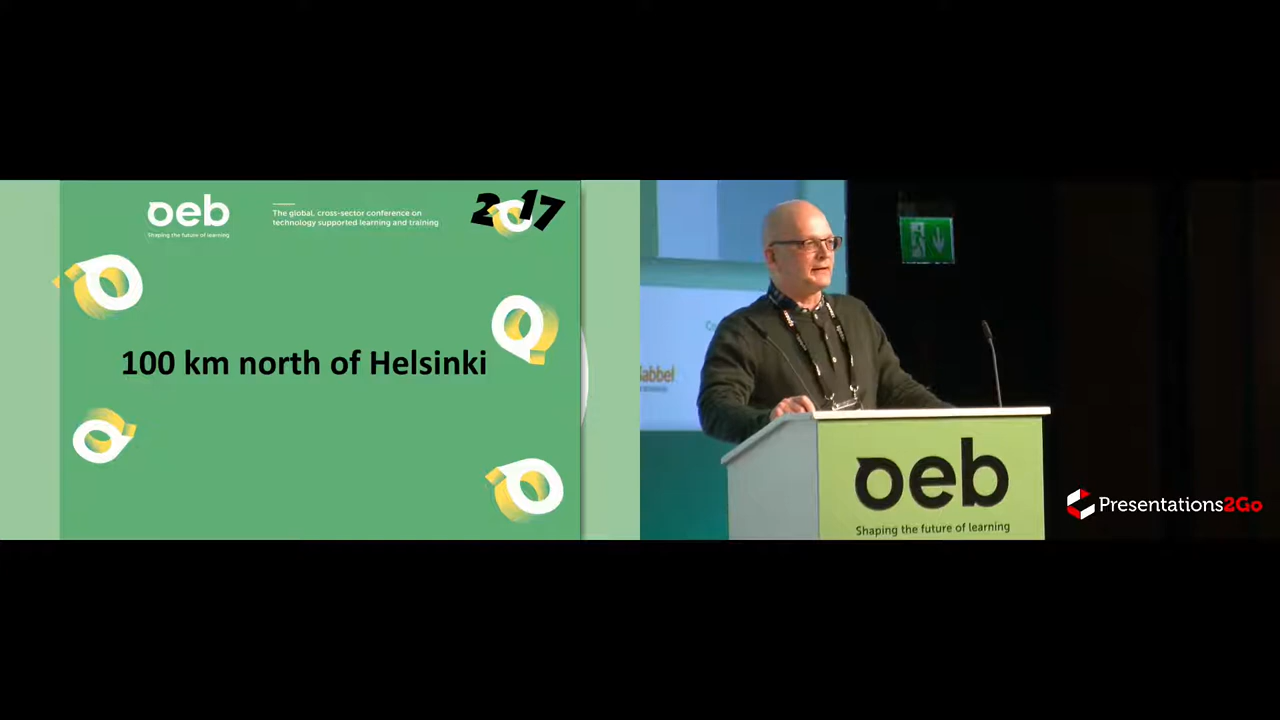 oeb
Shaping the future of learning
The global, cross-sector conference on
technology supported learning and training
2017
100 km north of Helsinki
oeb
Shaping the future of learning
Presentations2Go